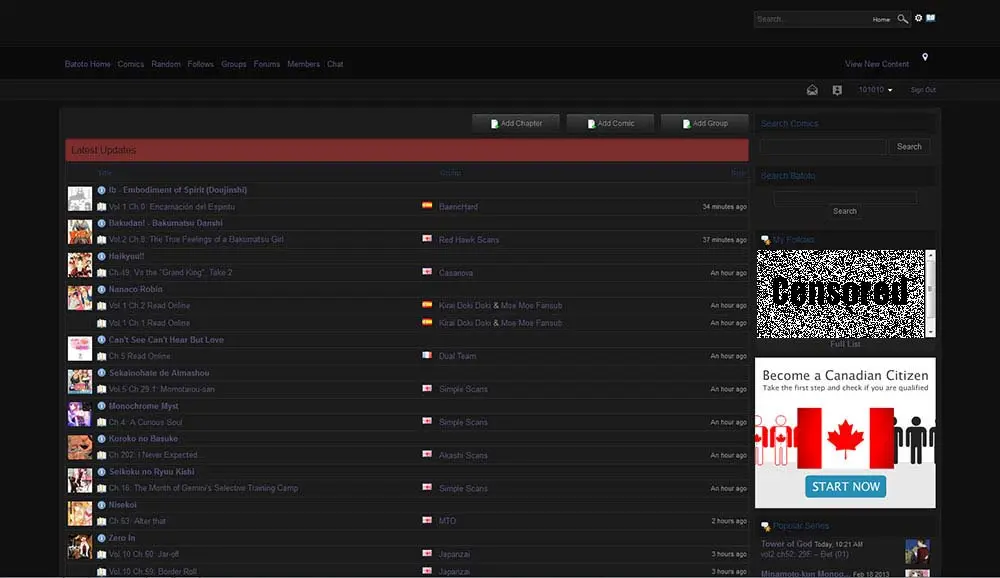 Search...
Home
Batoto Home Comics Random Follows Groups Forums Members Chat
View New Content
101010
Sign Out
Add Chapter
Add Comic
Add Group
Latest Updates
Title Group
Ib - Embodiment of Spirit (Doujinshi)
Vol.1 Ch.0: Encarnación del Espiritu BaericHard 34 minutes ago
Bakudan! - Bakumatsu Danshi
Vol.2 Ch.8: The True Feelings of a Bakumatsu Girl Red Hawk Scans 37 minutes ago
Haikyuu!!
Ch.49: Vs the "Grand King", Take 2 Casanova An hour ago
Nanaco Robin
Vol.1 Ch.2 Read Online Kirai Doki Doki & Moe Moe Fansub An hour ago
Vol.1 Ch.1 Read Online Kirai Doki Doki & Moe Moe Fansub An hour ago
Can't See Can't Hear But Love
Ch.5 Read Online Dual Team An hour ago
Sekainohate de Aimashou
Vol.5 Ch.29.1: Momotarou-san Simple Scans An hour ago
Monochrome Myst
Ch.4: A Curious Soul Simple Scans An hour ago
Koroko no Basuke
Ch.202: I Never Expected... Akashi Scans An hour ago
Seikoku no Ryuu Kishi
Ch.16: The Month of Gemini's Selective Training Camp Simple Scans An hour ago
Nisekoi
Ch.63: After that MTO 2 hours ago
Zero In
Vol.10 Ch.60: Jar-off Japanzai 3 hours ago
Vol.10 Ch.59: Border Roll Japanzai 3 hours ago
Search Comics
Search
Search Batoto
Search
My Follows
Censored
Full List
Become a Canadian Citizen
Take the first step and check if you are qualified
START NOW
Popular Series
Tower of God Today, 10:21 AM
vol2 ch52: 29F – Bet (01)
Minamoto-kun Monog... Feb 18 2013